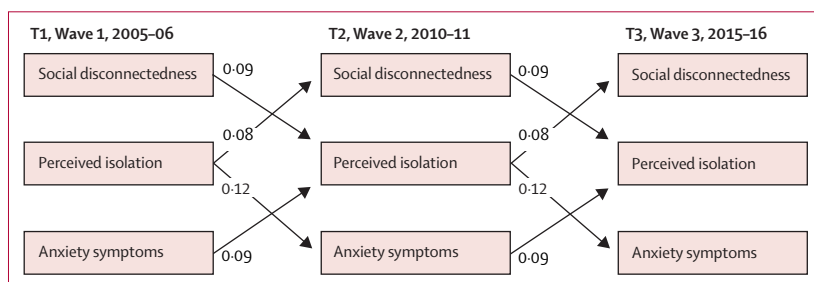 T1, Wave 1, 2005–06 T2, Wave 2, 2010–11 T3, Wave 3, 2015–16
Social disconnectedness 0·09 Social disconnectedness 0·09 Social disconnectedness
0·08 0·08
Perceived isolation Perceived isolation Perceived isolation
0·12 0·12
Anxiety symptoms 0·09 Anxiety symptoms 0·09 Anxiety symptoms